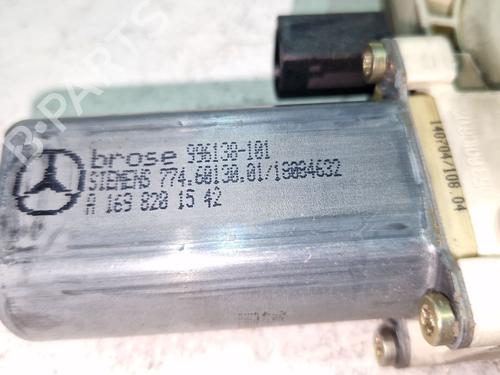 brose 996138-101
SIEMENS 774.60130.01/19084632
A 169 820 15 42
140704/108 04
B-PARTS